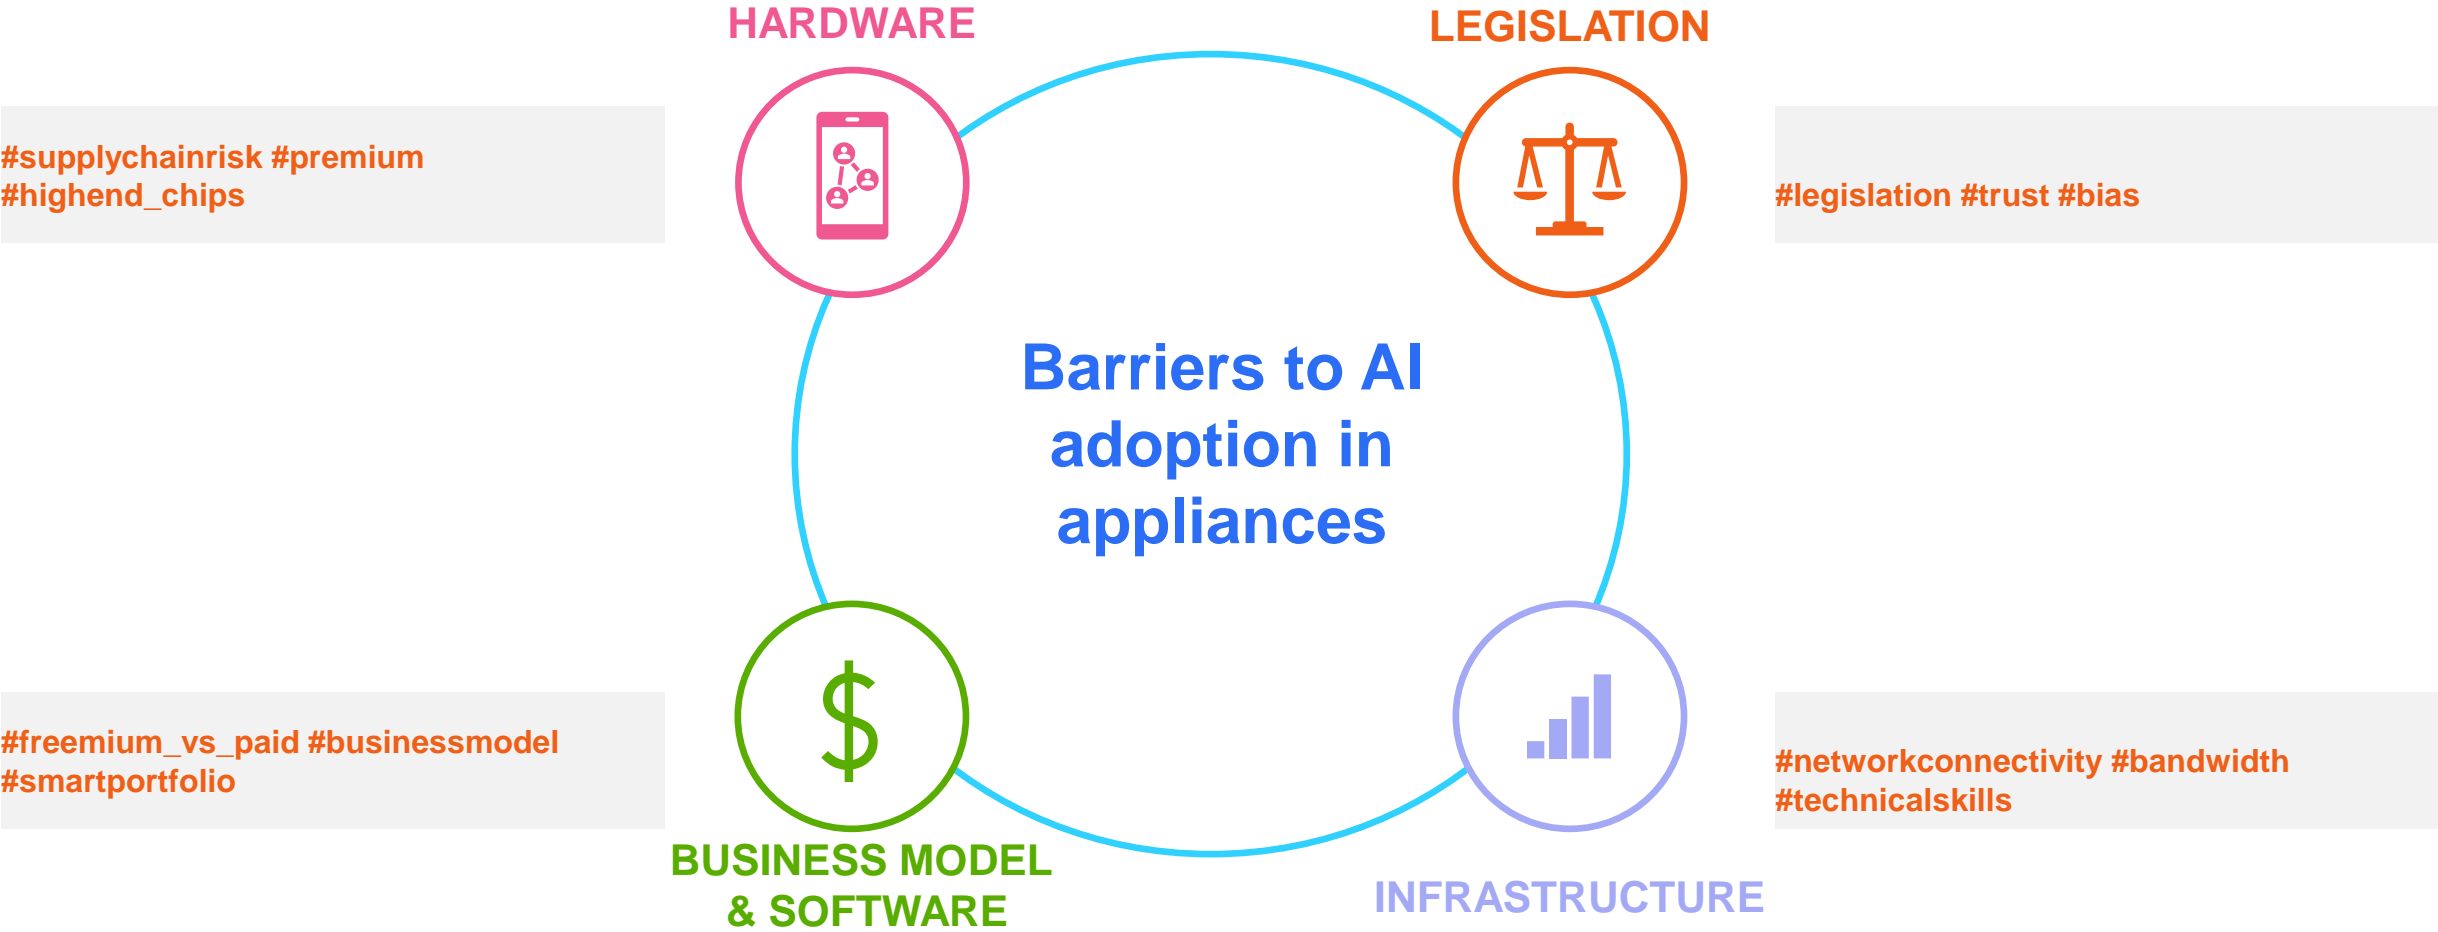 HARDWARE
LEGISLATION
#supplychainrisk #premium
#highend_chips
#legislation #trust #bias
Barriers to AI
adoption in
appliances
#freemium_vs_paid #businessmodel
#smartportfolio
#networkconnectivity #bandwidth
#technicalskills
BUSINESS MODEL
& SOFTWARE
INFRASTRUCTURE